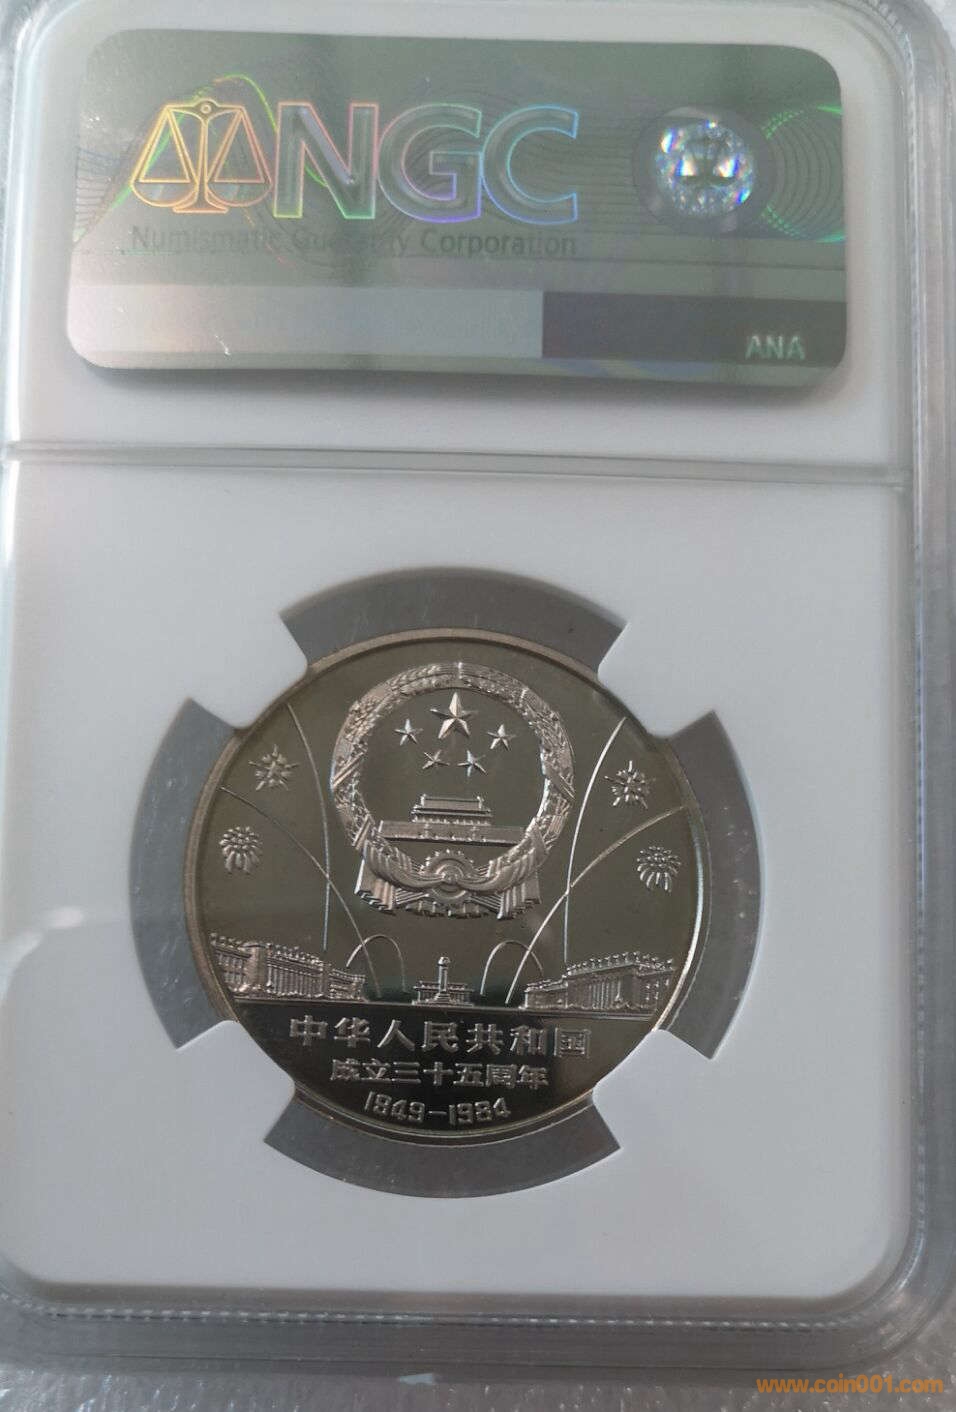 NGC
Numismatic Guaranty Corporation
ANA
中华人民共和国
成立三十五周年
1949-1984
www.coin001.com